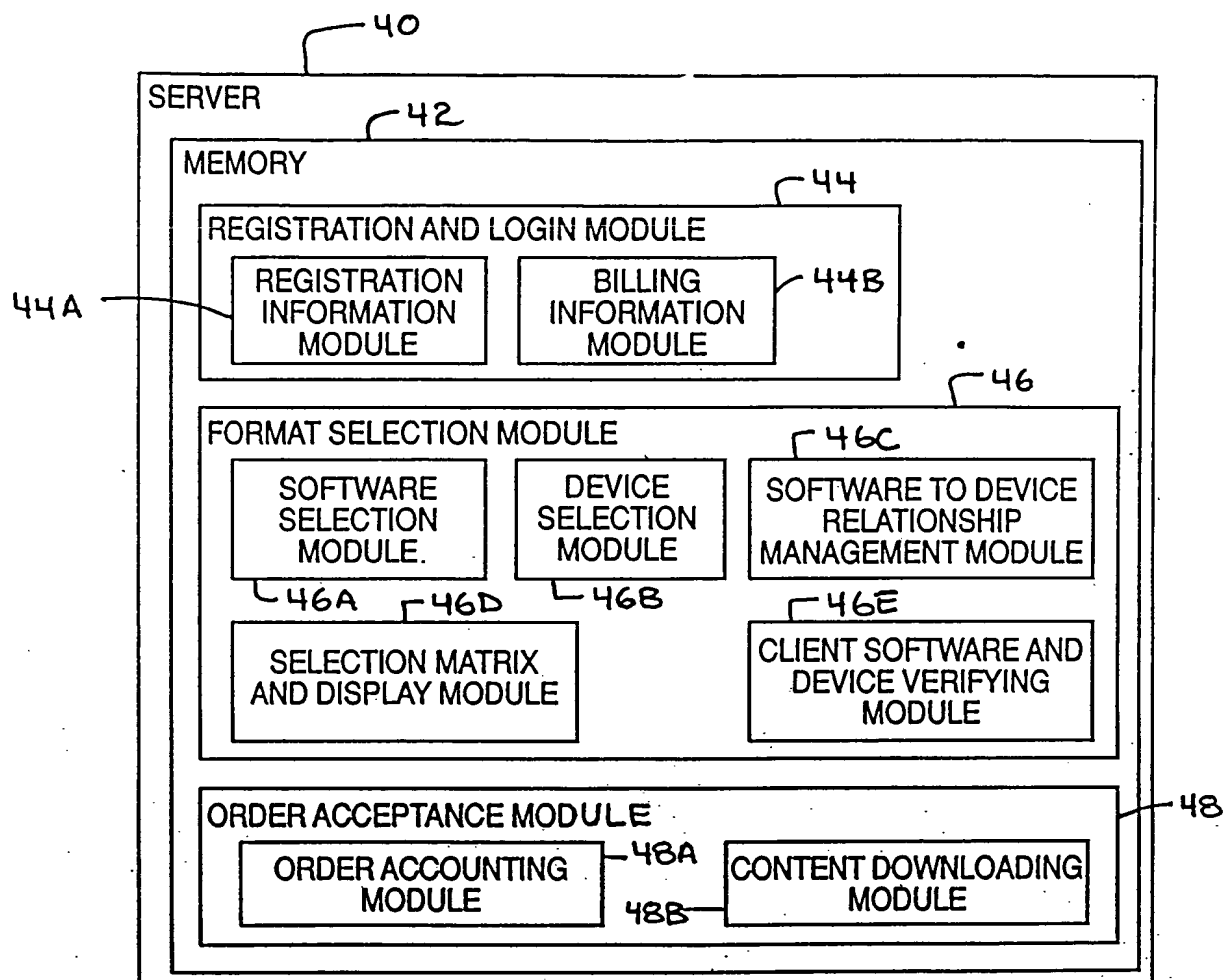 40
SERVER
42
MEMORY
44
REGISTRATION AND LOGIN MODULE
44A
REGISTRATION
INFORMATION
MODULE
BILLING
INFORMATION
MODULE
44B
46
FORMAT SELECTION MODULE
46C
SOFTWARE
SELECTION
MODULE.
DEVICE
SELECTION
MODULE
SOFTWARE TO DEVICE
RELATIONSHIP
MANAGEMENT MODULE
46A
46D
46B
46E
SELECTION MATRIX
AND DISPLAY MODULE
CLIENT SOFTWARE AND
DEVICE VERIFYING
MODULE
48
ORDER ACCEPTANCE MODULE
ORDER ACCOUNTING
MODULE
48A
48B
CONTENT DOWNLOADING
MODULE